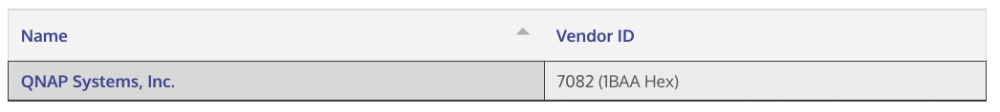 Name Vendor ID
QNAP Systems, Inc. 7082 (1BAA Hex)